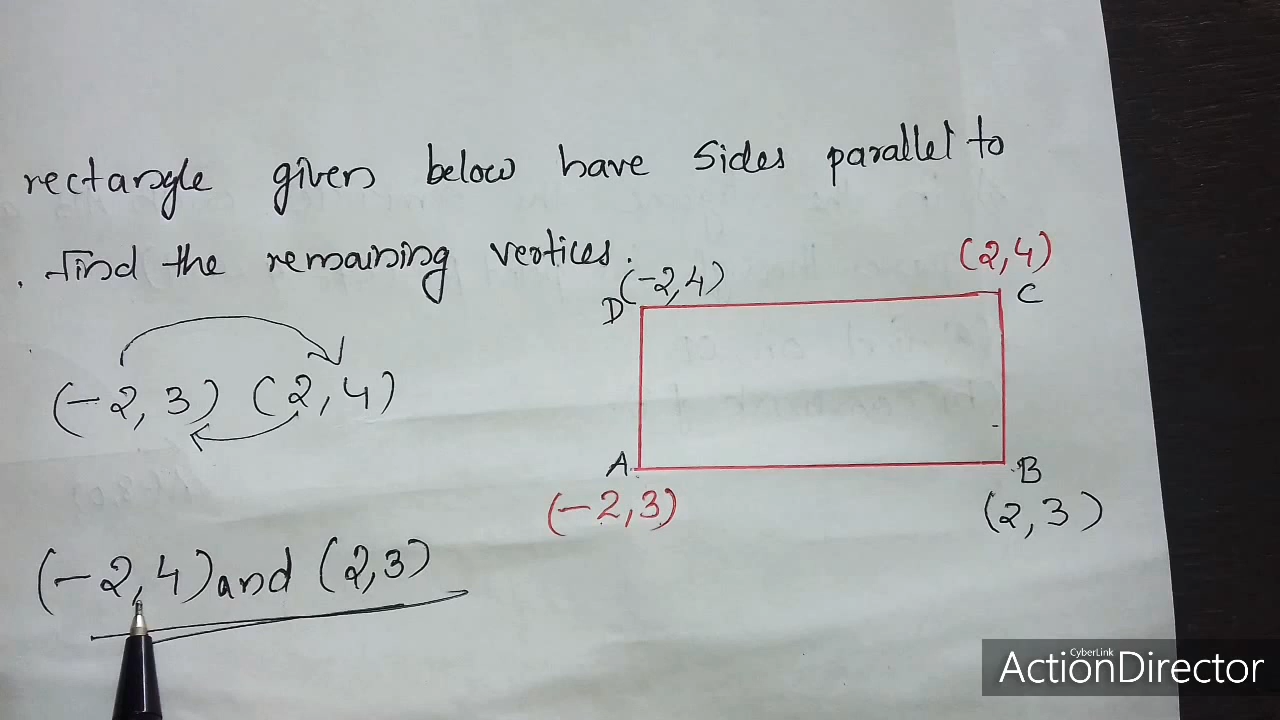 rectangle given below have sides parallel to
. Find the remaining vertices.
(-2,4)
(2,4)
D
C
(-2, 3) (2,4)
A
B
(-2,3)
(2,3)
(-2,4) and (2,3)
CyberLink
ActionDirector